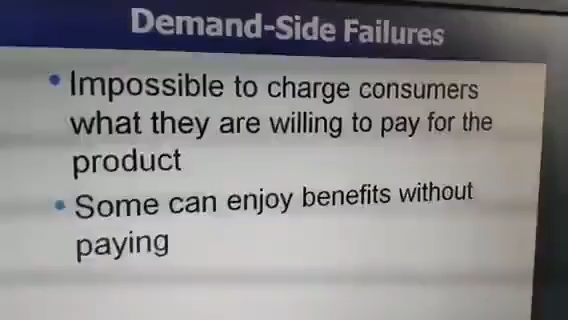 Demand-Side Failures
• Impossible to charge consumers
what they are willing to pay for the
product
• Some can enjoy benefits without
paying